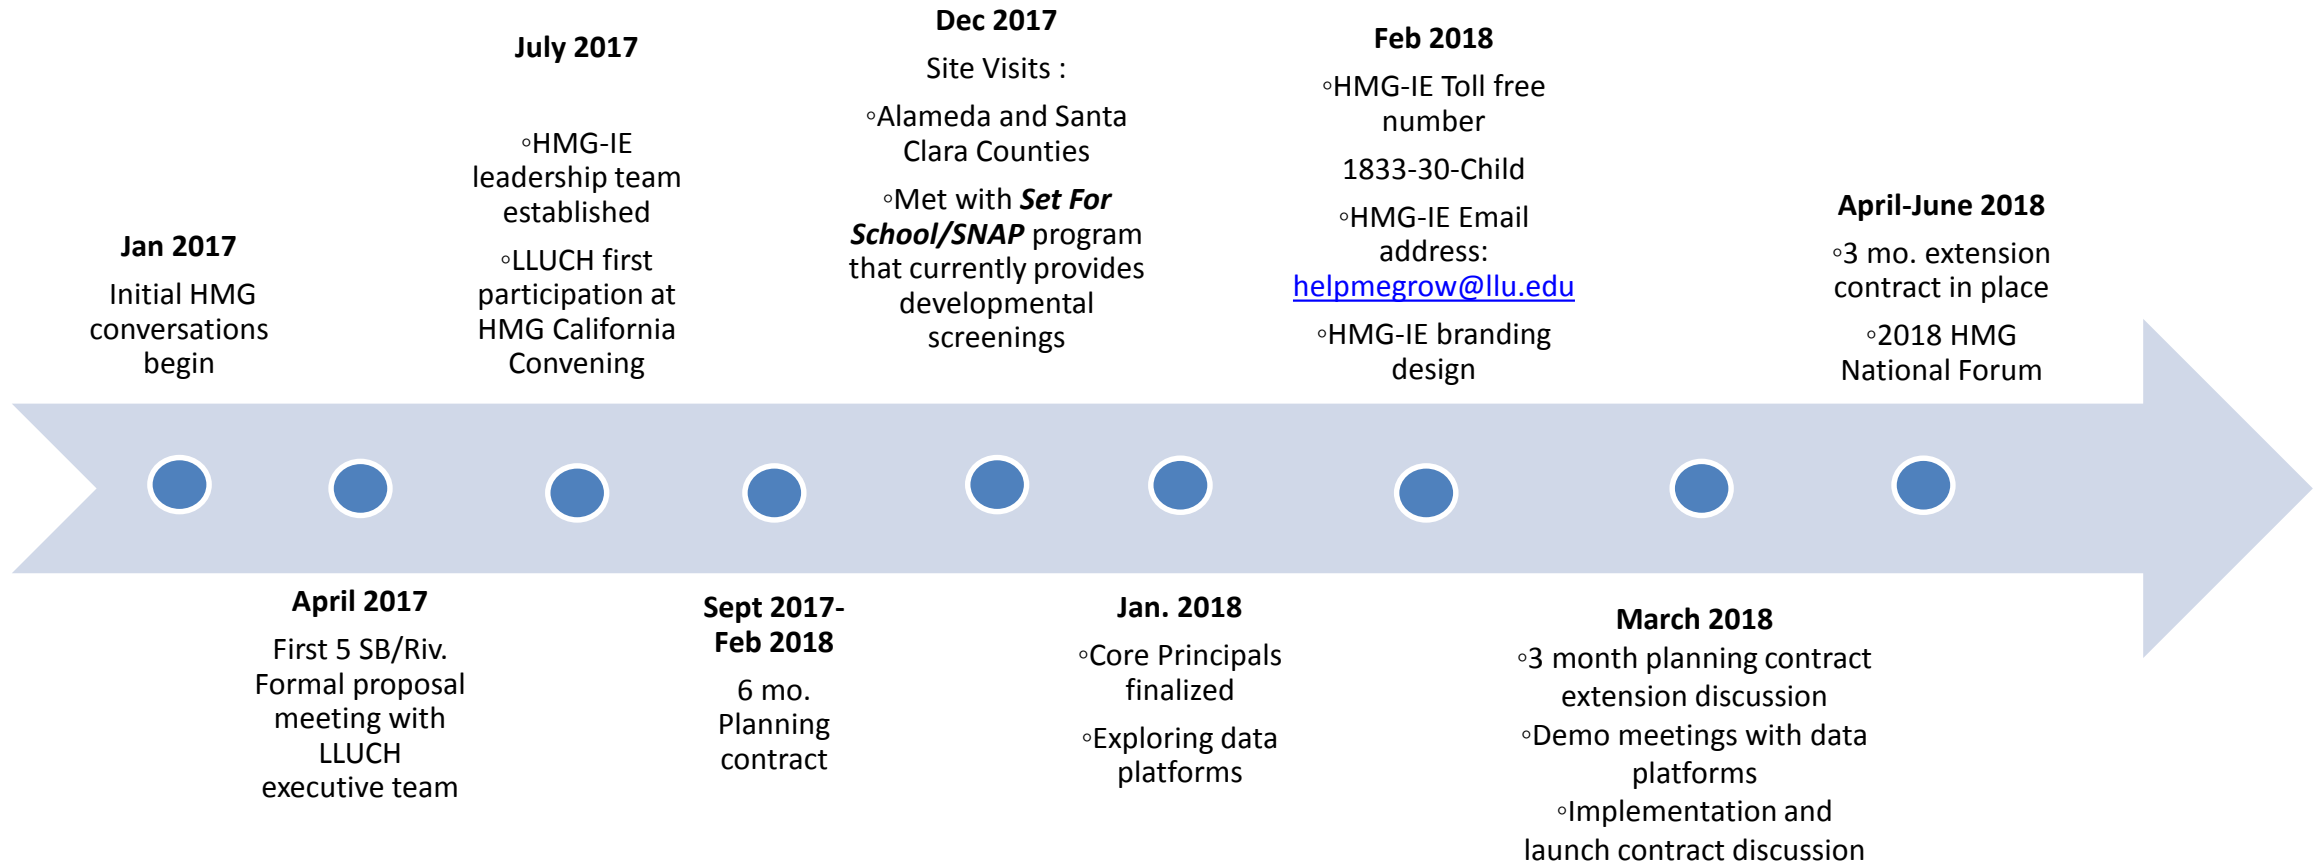 Jan 2017
Initial HMG
conversations
begin
April 2017
First 5 SB/Riv.
Formal proposal
meeting with
LLUCH
executive team
July 2017
◦HMG-IE
leadership team
established
◦LLUCH first
participation at
HMG California
Convening
Sept 2017-
Feb 2018
6 mo.
Planning
contract
Dec 2017
Site Visits :
◦Alameda and Santa
Clara Counties
◦Met with Set For
School/SNAP program
that currently provides
developmental
screenings
Jan. 2018
◦Core Principals
finalized
◦Exploring data
platforms
Feb 2018
◦HMG-IE Toll free
number
1833-30-Child
◦HMG-IE Email
address:
helpmegrow@llu.edu
◦HMG-IE branding
design
March 2018
◦3 month planning contract
extension discussion
◦Demo meetings with data
platforms
◦Implementation and
launch contract discussion
April-June 2018
◦3 mo. extension
contract in place
◦2018 HMG
National Forum